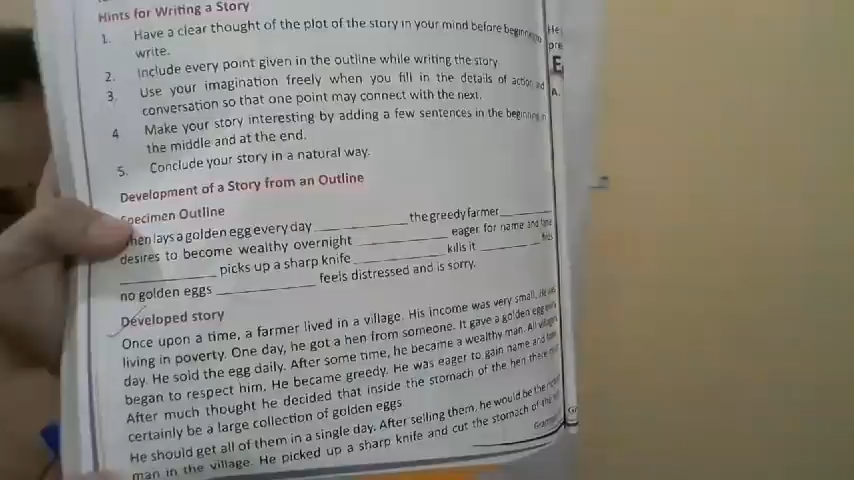 Hints for Writing a Story
1. Have a clear thought of the plot of the story in your mind before beginning to
write.
2. Include every point given in the outline while writing the story
3. Use your imagination freely when you fill in the details of action and
conversation so that one point may connect with the next.
4 Make your story interesting by adding a few sentences in the beginning in
the middle and at the end.
5. Conclude your story in a natural way.
Development of a Story from an Outline
Specimen Outline
hen lays a golden egg every day __________ the greedy farmer ______
desires to become wealthy overnight __________ eager for name and fame
__________ picks up a sharp knife __________ kills it ______
no golden eggs __________ feels distressed and is sorry.
Developed story
Once upon a time, a farmer lived in a village. His income was very small. He was
living in poverty. One day, he got a hen from someone. It gave a golden egg every
day. He sold the egg daily. After some time, he became a wealthy man. All
began to respect him. He became greedy. He was eager to gain name and
After much thought he decided that inside the stomach of the hen there
certainly be a large collection of golden eggs
He should get all of them in a single day. After selling them, he would be the
man in the village. He picked up a sharp knife and cut the stomach of the
He
pre
E
A.